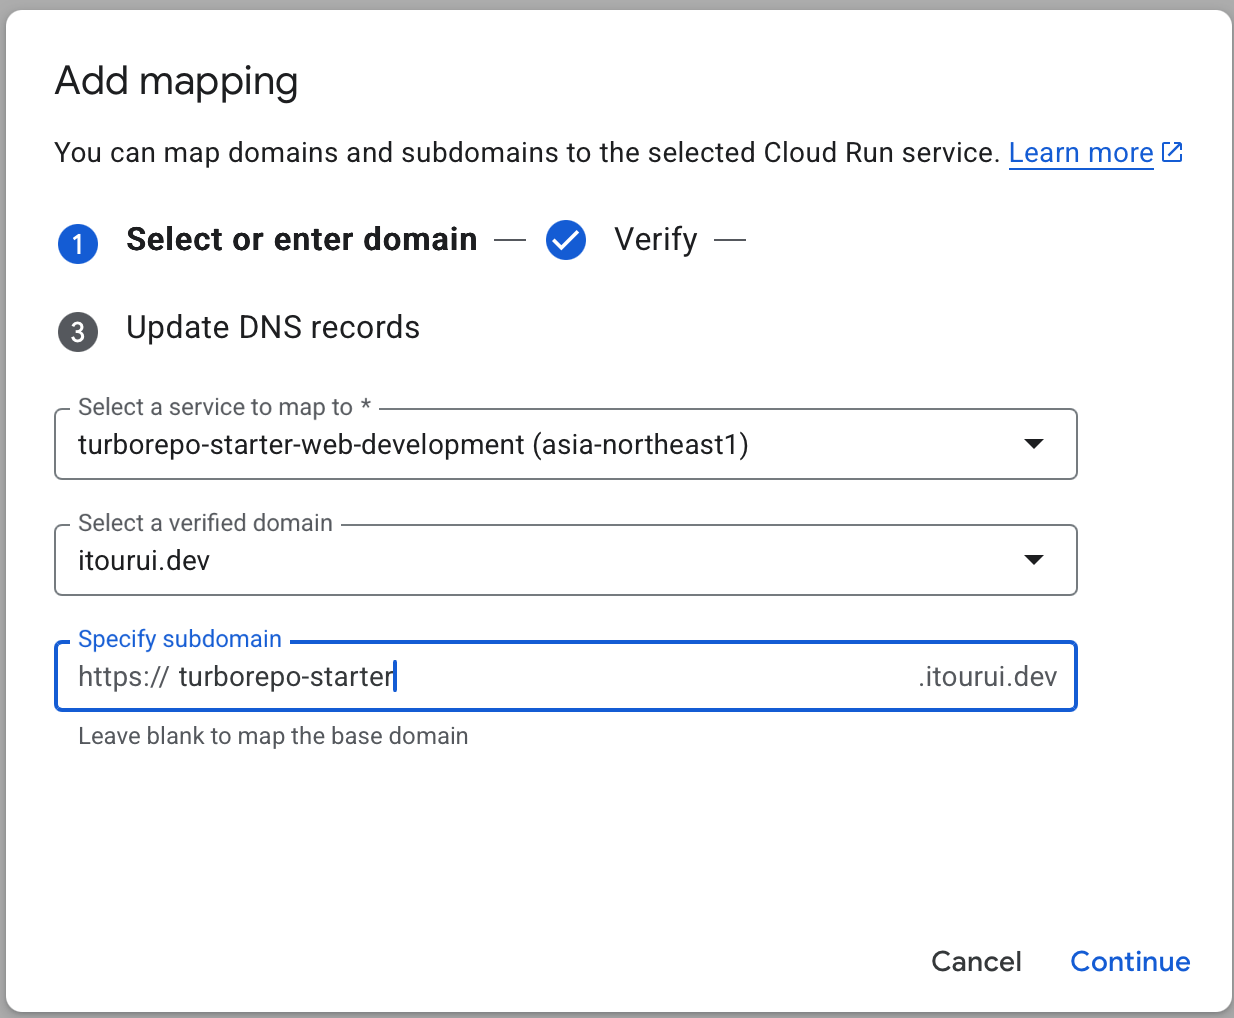 Add mapping
You can map domains and subdomains to the selected Cloud Run service. Learn more
1 Select or enter domain — Verify —
3 Update DNS records
Select a service to map to *
turborepo-starter-web-development (asia-northeast1)
Select a verified domain
itourui.dev
Specify subdomain
https:// turborepo-starter .itourui.dev
Leave blank to map the base domain
Cancel Continue